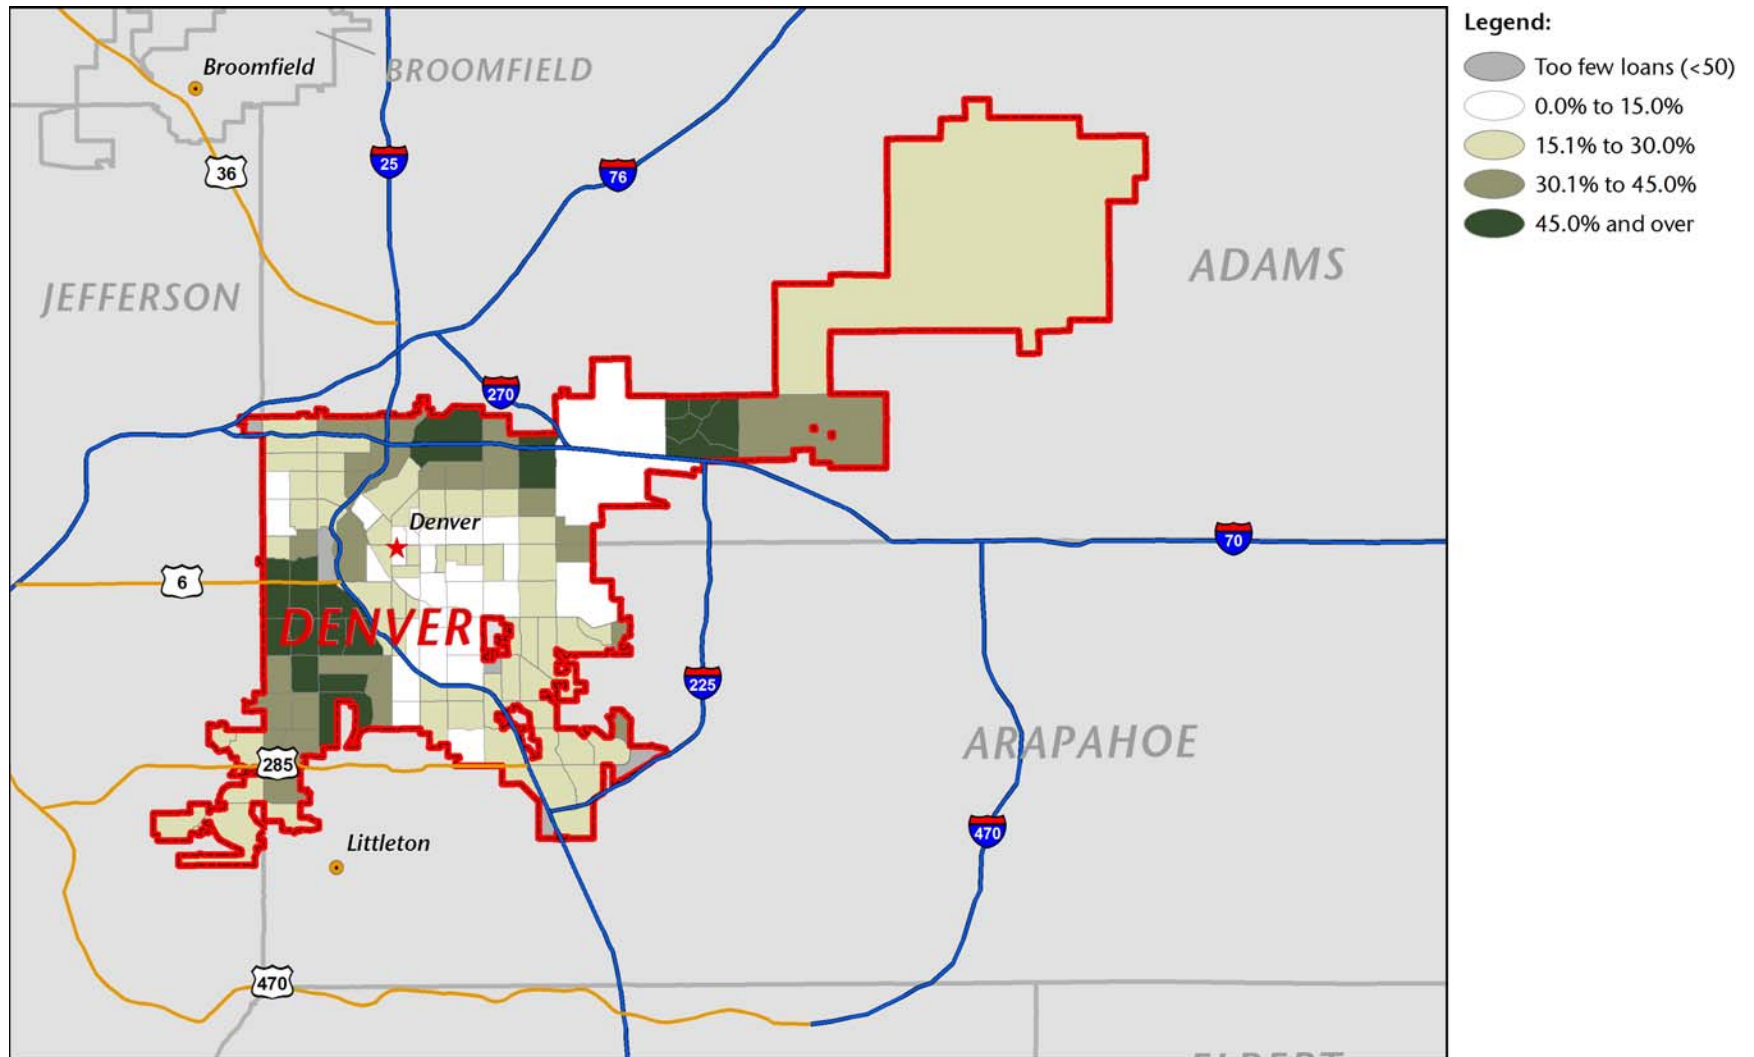 Legend:
Too few loans (<50)
0.0% to 15.0%
15.1% to 30.0%
30.1% to 45.0%
45.0% and over
Broomfield
BROOMFIELD
36
25
76
JEFFERSON
ADAMS
270
Denver
70
6
DENVER
225
285
ARAPAHOE
470
Littleton
470
ELBERT